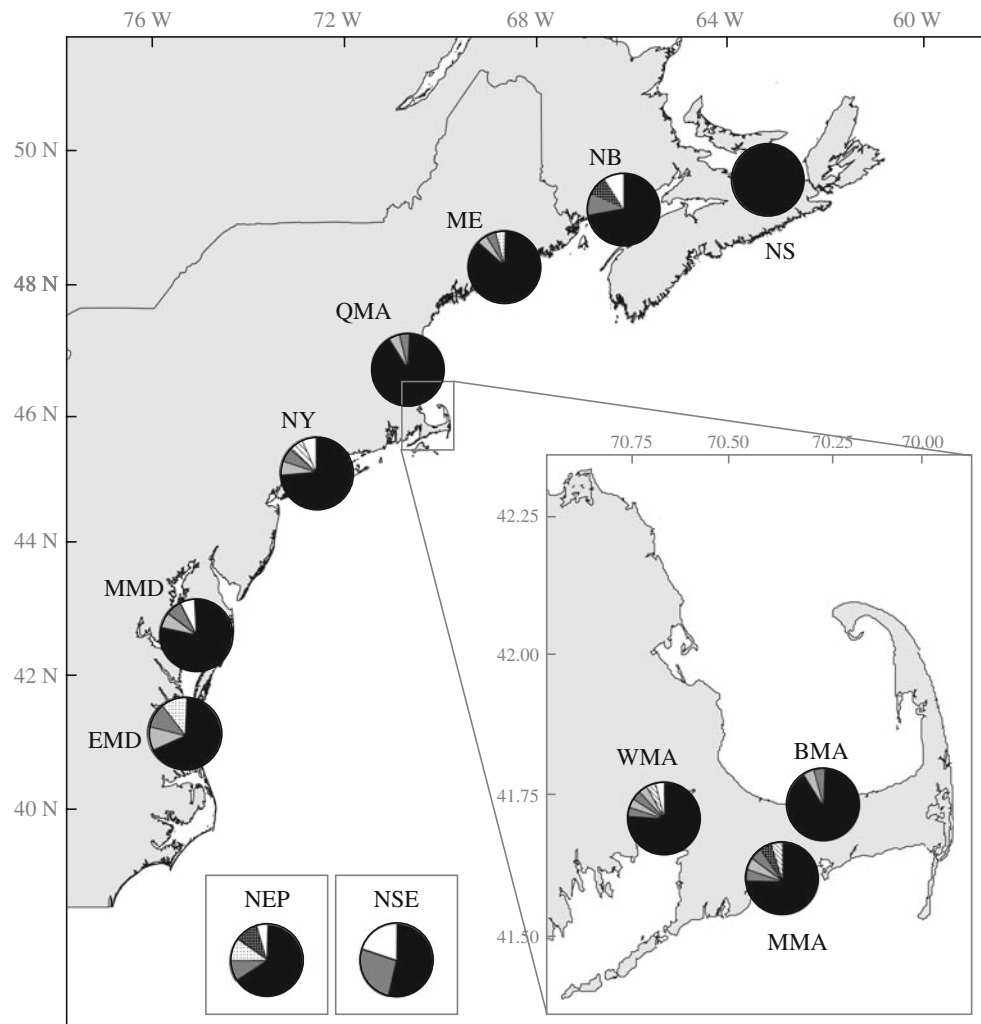 76 W 72 W 68 W 64 W 60 W
50 N
NB
ME
NS
48 N
QMA
46 N
NY
70.75 70.50 70.25 70.00
42.25
44 N
MMD
42 N
42.00
EMD
WMA BMA
41.75
40 N
NEP NSE
MMA
41.50